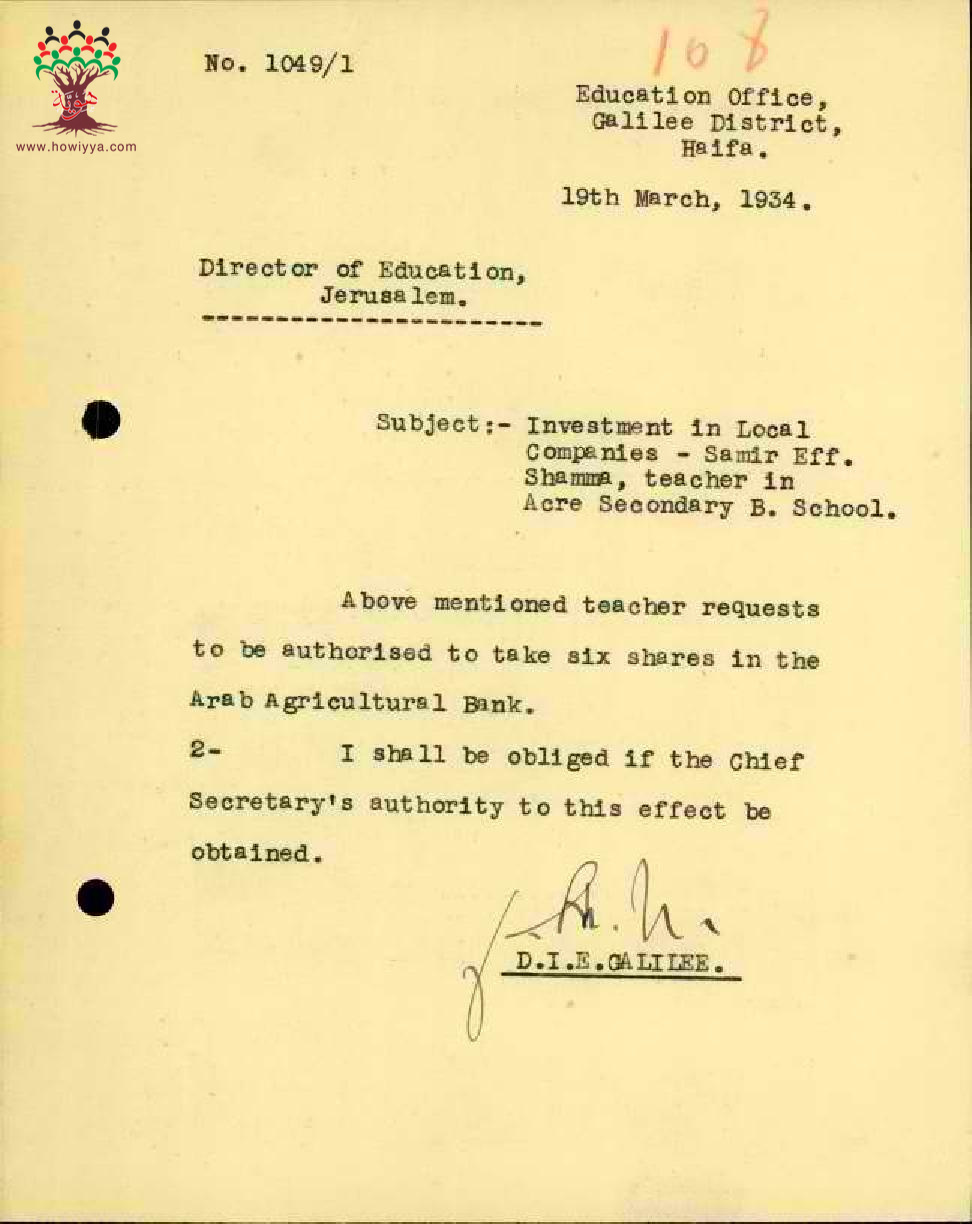 هوية
www.howiyya.com
No. 1049/1
108
Education Office,
Galilee District,
Haifa.
19th March, 1934.
Director of Education,
Jerusalem.
-----------------------
Subject:- Investment in Local
Companies - Samir Eff.
Shamma, teacher in
Acre Secondary B. School.
Above mentioned teacher requests
to be authorised to take six shares in the
Arab Agricultural Bank.
2- I shall be obliged if the Chief
Secretary's authority to this effect be
obtained.
D.I.E.GALILEE.